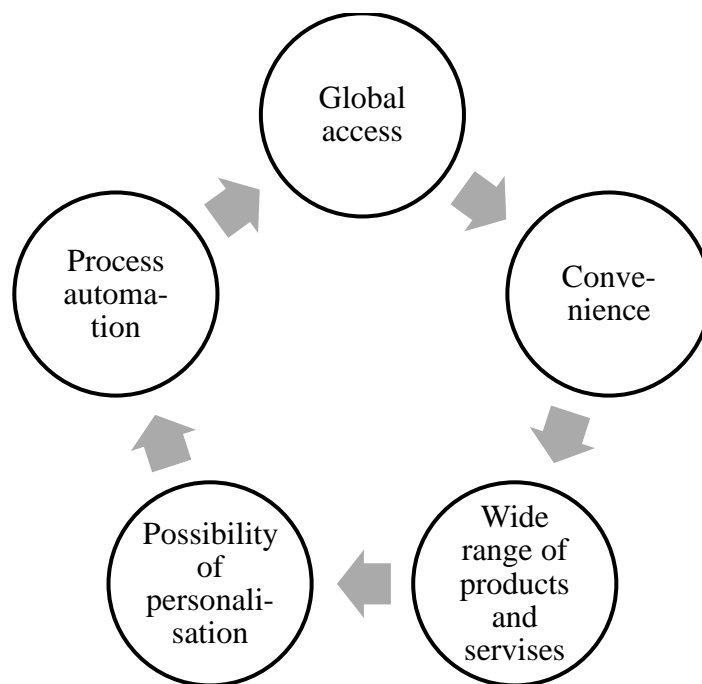 Global
access
Conve-
nience
Wide
range of
products
and
servises
Possibility
of
personali-
sation
Process
automa-
tion